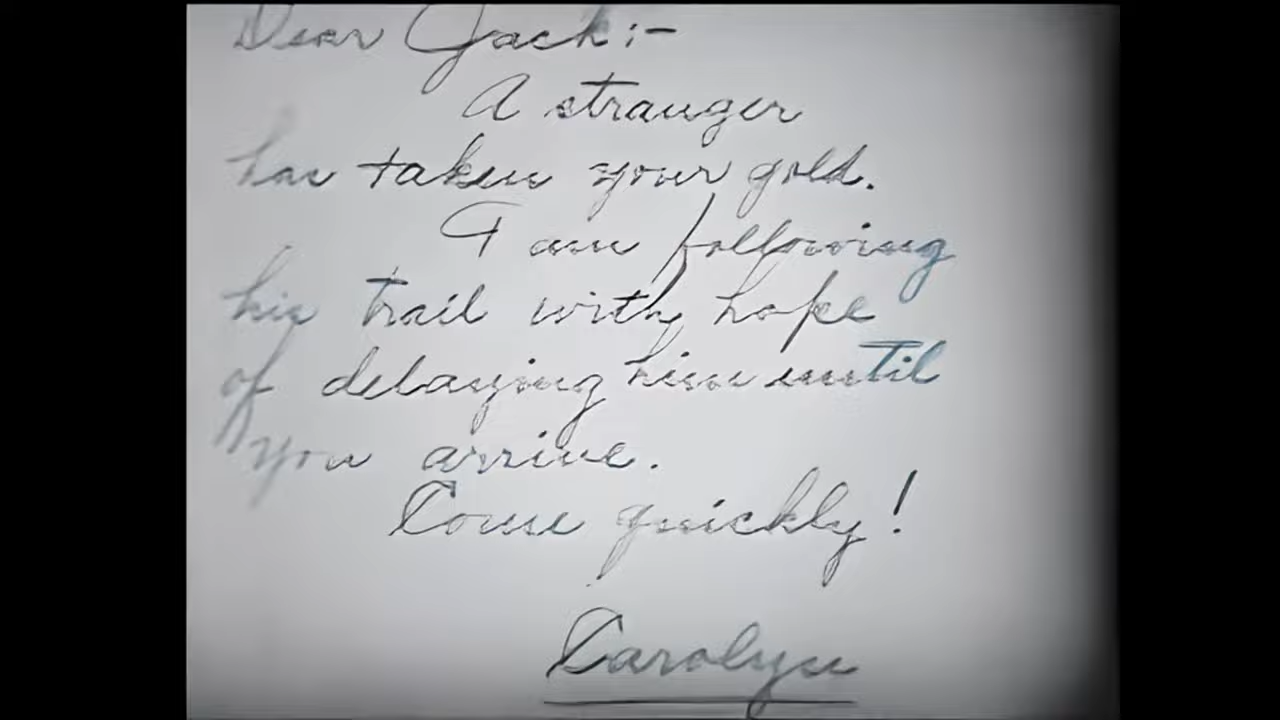 Dear Jack:-
A stranger
has taken your gold.
I am following
his trail with hope
of delaying him until
you arrive.
Come quickly!
Carolyn